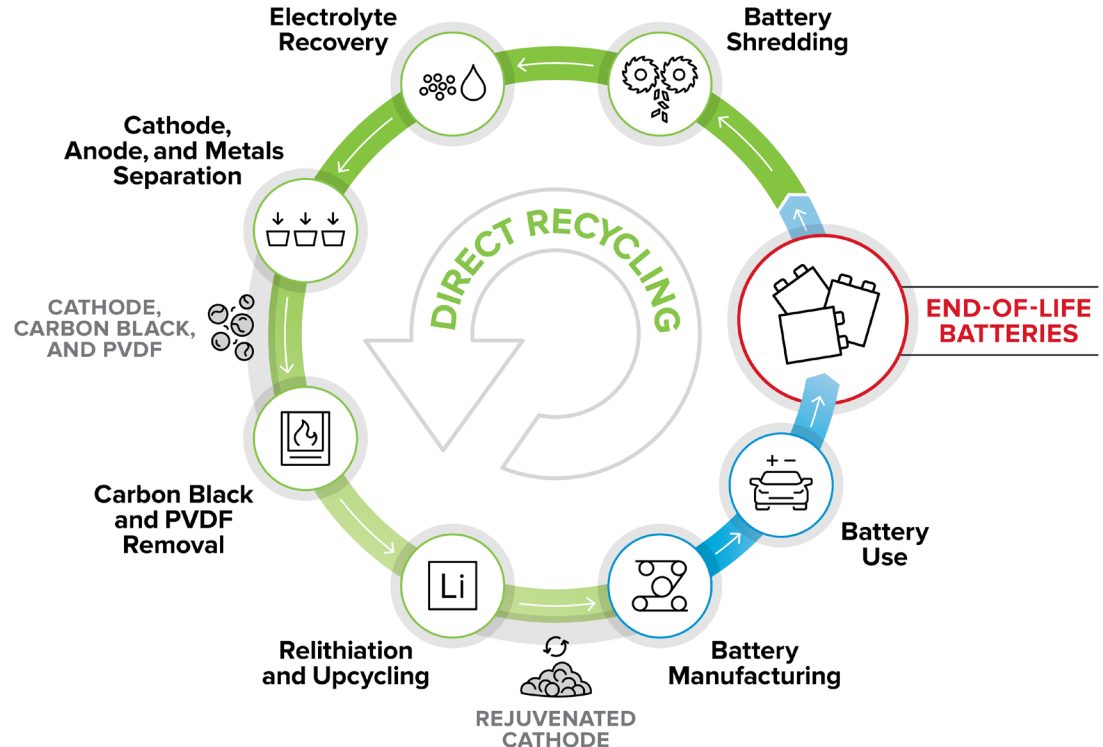 Electrolyte
Recovery
Battery
Shredding
Cathode,
Anode, and Metals
Separation
DIRECT RECYCLING
CATHODE,
CARBON BLACK,
AND PVDF
END-OF-LIFE
BATTERIES
+ −
Carbon Black
and PVDF
Removal
Li
Battery
Use
Relithiation
and Upcycling
Battery
Manufacturing
REJUVENATED
CATHODE